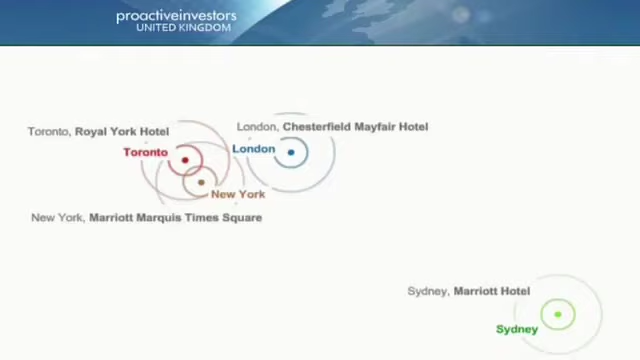 proactiveinvestors
UNITED KINGDOM
Toronto, Royal York Hotel
London, Chesterfield Mayfair Hotel
Toronto
London
New York
New York, Marriott Marquis Times Square
Sydney, Marriott Hotel
Sydney